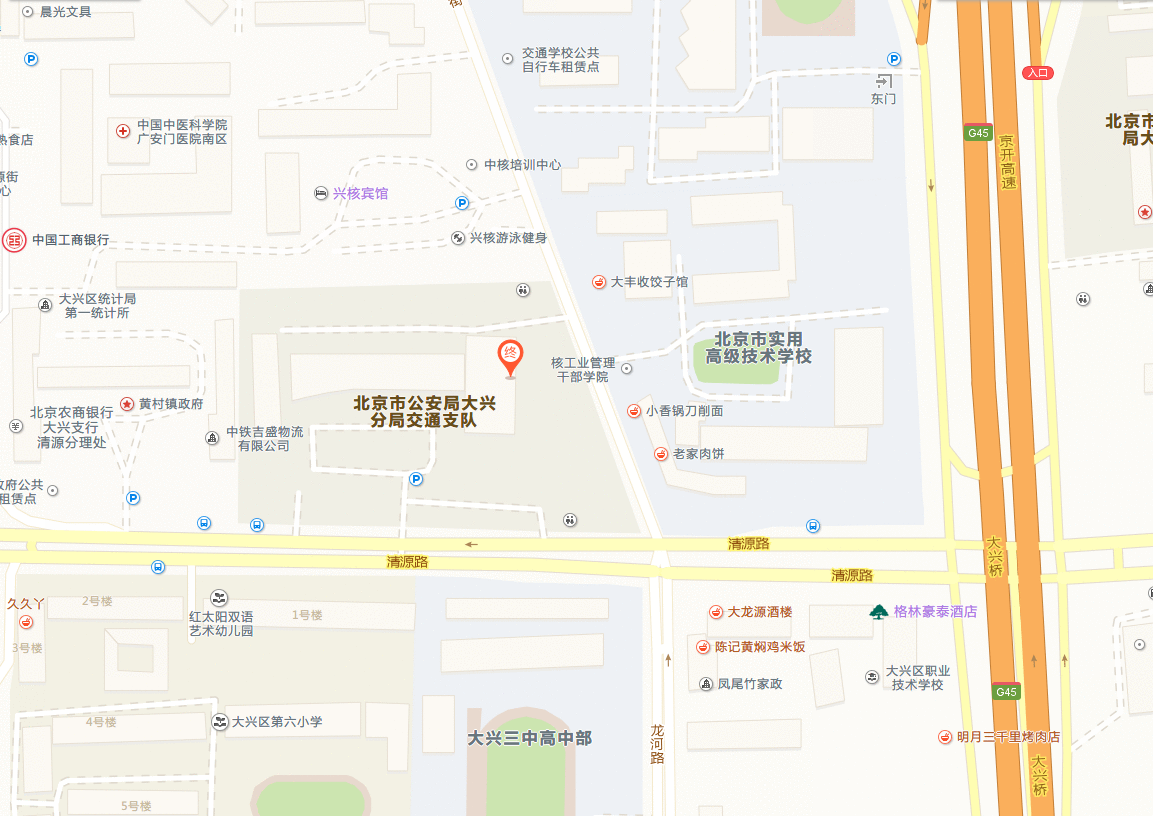 晨光文具
街
交通学校公共
自行车租赁点
P
P
入口
东门
中国中医科学院
广安门医院南区
熟食店
G45
京开高速
北京市
局大
中核培训中心
兴核宾馆
P
街
心
中国工商银行
兴核游泳健身
大丰收饺子馆
大兴区统计局
第一统计所
终
北京市实用
高级技术学校
核工业管理
干部学院
北京市公安局大兴
分局交通支队
黄村镇政府
小香锅刀削面
北京农商银行
大兴支行
清源分理处
中铁吉盛物流
有限公司
老家肉饼
P
政府公共
租赁点
P
清源路
大兴桥
清源路
清源路
久久丫
2号楼
红太阳双语
艺术幼儿园
1号楼
大龙源酒楼
格林豪泰酒店
3号楼
陈记黄焖鸡米饭
凤尾竹家政
大兴区职业
技术学校
G45
4号楼
大兴区第六小学
大兴三中高中部
龙河路
明月三千里烤肉店
大兴桥
5号楼